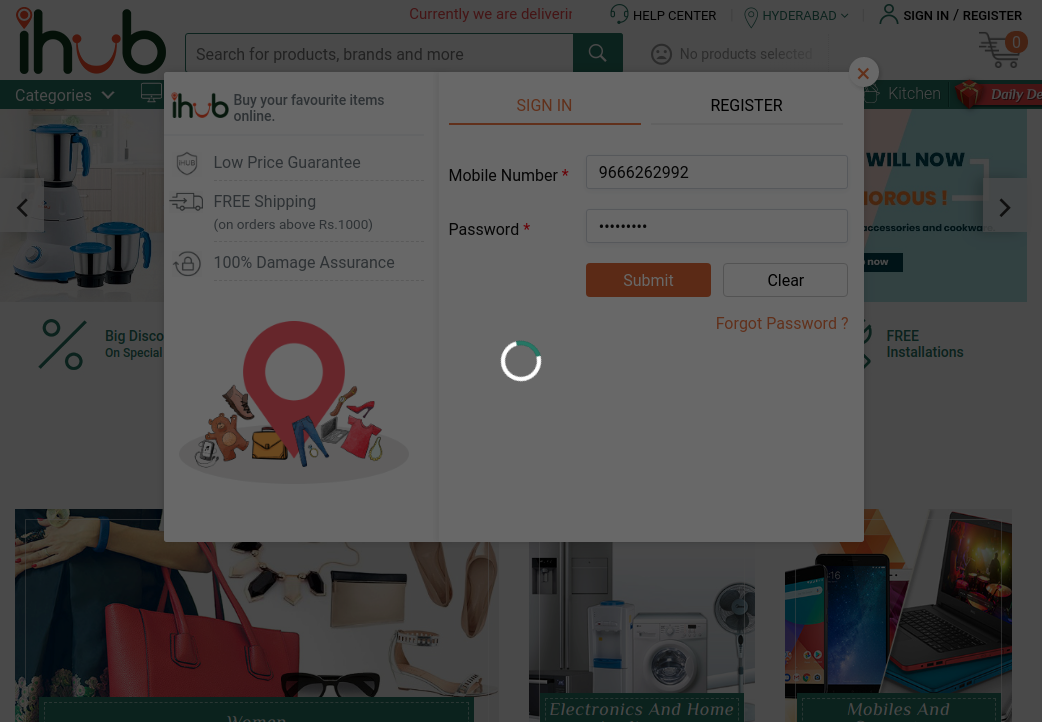 Currently we are deliverin
HELP CENTER
HYDERABAD
SIGN IN / REGISTER
ihub
Search for products, brands and more
No products selected
0
Categories
Kitchen
Daily De
ihub
Buy your favourite items
online.
SIGN IN
REGISTER
IHUB
Low Price Guarantee
FREE Shipping
(on orders above Rs.1000)
100% Damage Assurance
Mobile Number *
9666262992
Password *
•••••••••
Submit
Clear
Forgot Password ?
WILL NOW
MOROUS !
accessories and cookwa
now
Big Disco
On Special
FREE
Installations
Women
Electronics And Home
Mobiles And